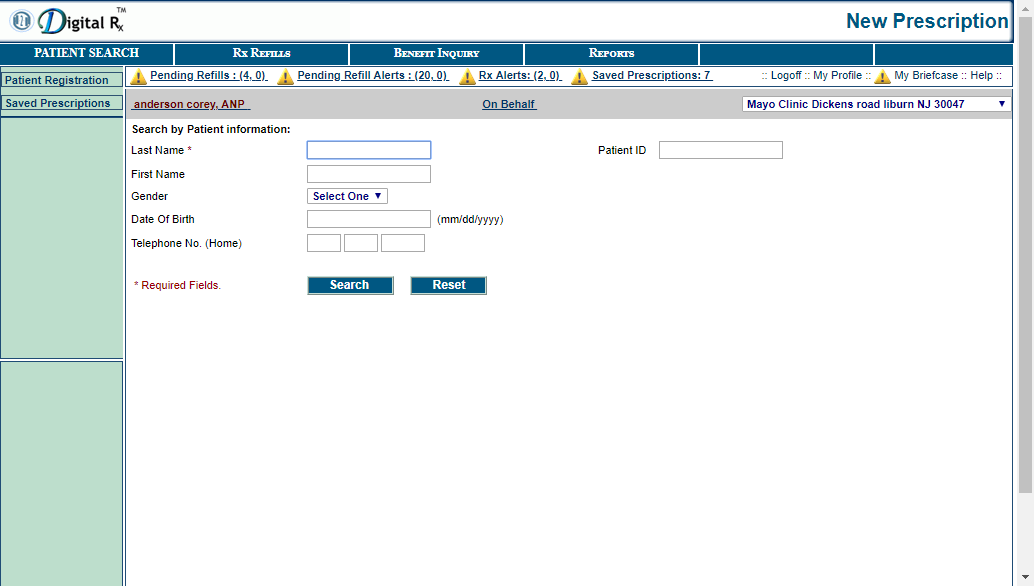 Digital Rx TM
New Prescription
PATIENT SEARCH Rx REFILLS BENEFIT INQUIRY REPORTS
Patient Registration
Saved Prescriptions
Pending Refills : (4, 0) Pending Refill Alerts : (20, 0) Rx Alerts: (2, 0) Saved Prescriptions: 7 :: Logoff :: My Profile :: My Briefcase :: Help ::
anderson corey, ANP On Behalf Mayo Clinic Dickens road liburn NJ 30047
Search by Patient information:
Last Name * Patient ID
First Name
Gender Select One
Date Of Birth (mm/dd/yyyy)
Telephone No. (Home)
* Required Fields. Search Reset